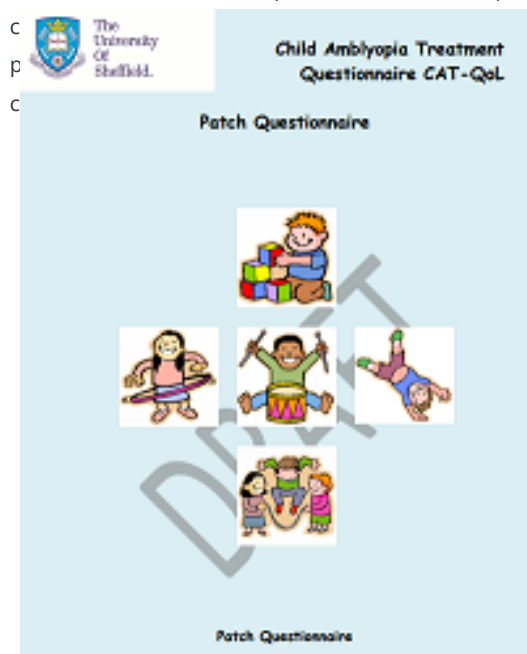 The
University
Of
Sheffield.
Child Amblyopia Treatment
Questionnaire CAT-QoL
Patch Questionnaire
DRAFT
Patch Questionnaire